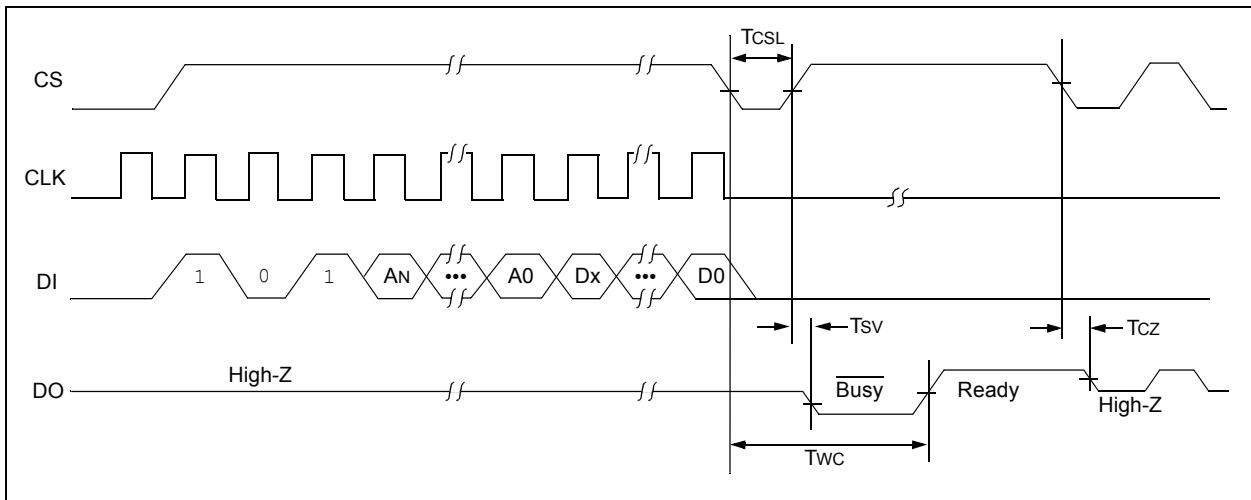 TCSL
CS
CLK
DI 1 0 1 AN ••• A0 Dx ••• D0
TSV TCZ
High-Z
DO Busy Ready High-Z
TWC